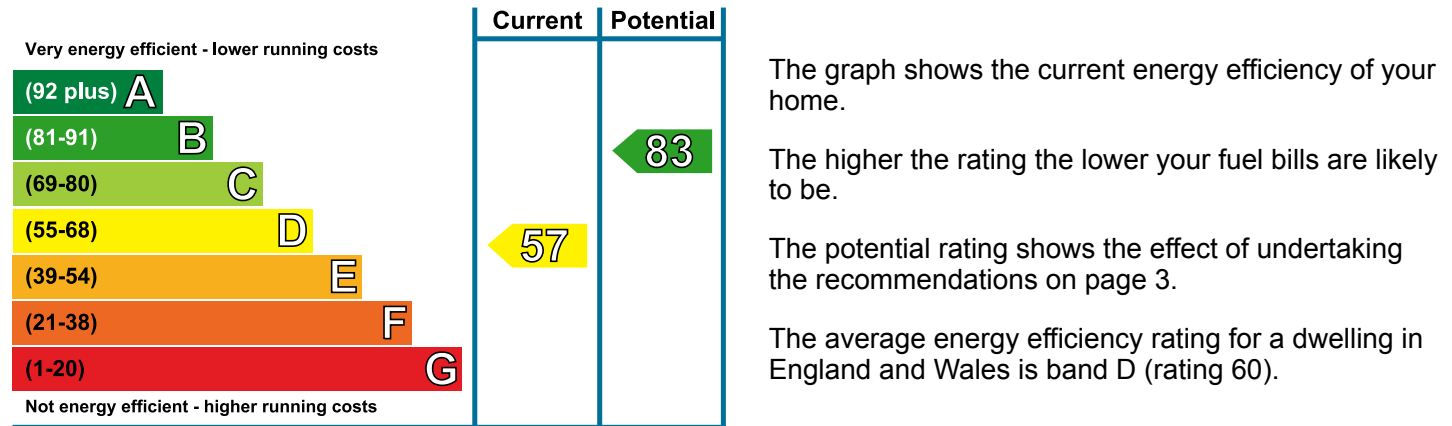 Current Potential
Very energy efficient - lower running costs
(92 plus) A
(81-91) B
(69-80) C
(55-68) D
(39-54) E
(21-38) F
(1-20) G
Not energy efficient - higher running costs
83
57
The graph shows the current energy efficiency of your
home.
The higher the rating the lower your fuel bills are likely
to be.
The potential rating shows the effect of undertaking
the recommendations on page 3.
The average energy efficiency rating for a dwelling in
England and Wales is band D (rating 60).